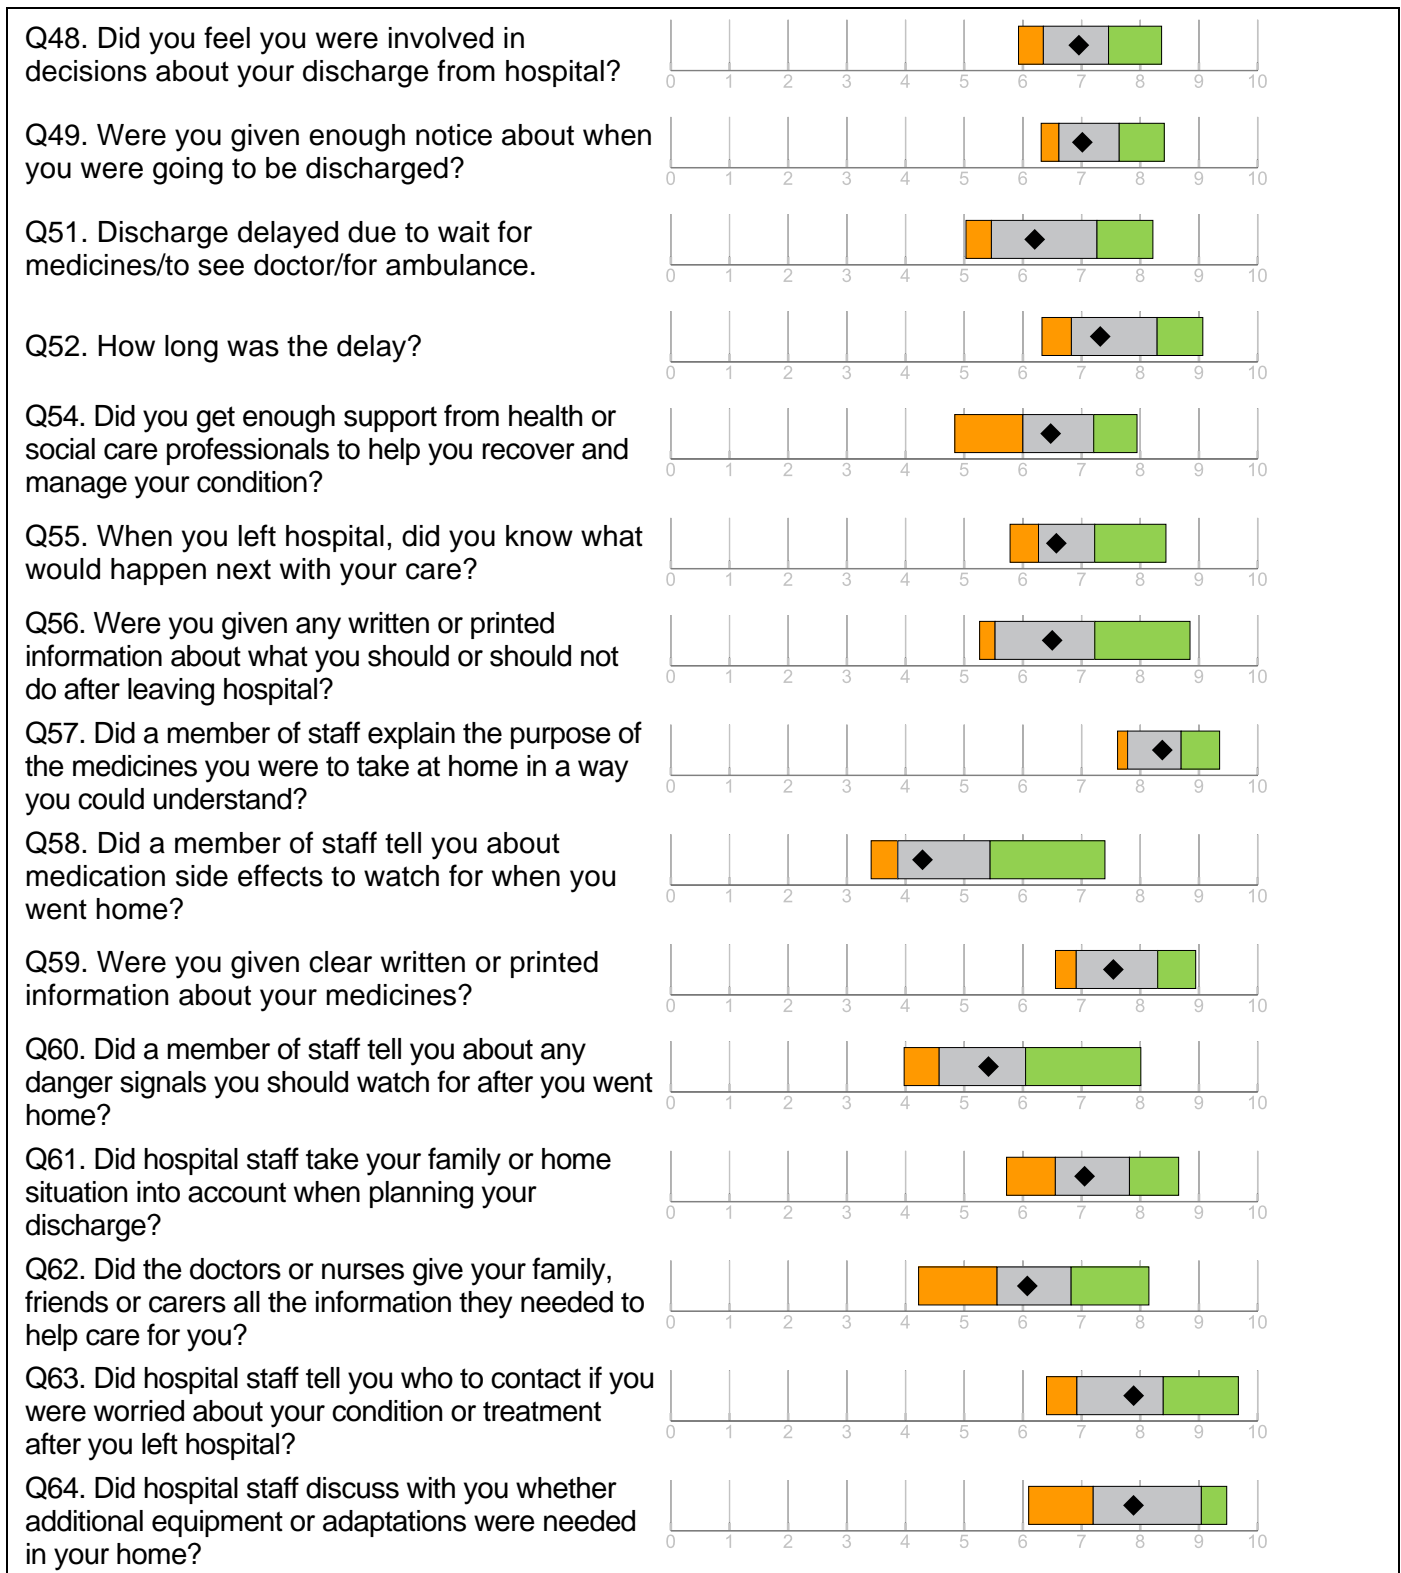 Q48. Did you feel you were involved in
decisions about your discharge from hospital?
0 1 2 3 4 5 6 7 8 9 10
Q49. Were you given enough notice about when
you were going to be discharged?
0 1 2 3 4 5 6 7 8 9 10
Q51. Discharge delayed due to wait for
medicines/to see doctor/for ambulance.
0 1 2 3 4 5 6 7 8 9 10
Q52. How long was the delay?
0 1 2 3 4 5 6 7 8 9 10
Q54. Did you get enough support from health or
social care professionals to help you recover and
manage your condition?
0 1 2 3 4 5 6 7 8 9 10
Q55. When you left hospital, did you know what
would happen next with your care?
0 1 2 3 4 5 6 7 8 9 10
Q56. Were you given any written or printed
information about what you should or should not
do after leaving hospital?
0 1 2 3 4 5 6 7 8 9 10
Q57. Did a member of staff explain the purpose of
the medicines you were to take at home in a way
you could understand?
0 1 2 3 4 5 6 7 8 9 10
Q58. Did a member of staff tell you about
medication side effects to watch for when you
went home?
0 1 2 3 4 5 6 7 8 9 10
Q59. Were you given clear written or printed
information about your medicines?
0 1 2 3 4 5 6 7 8 9 10
Q60. Did a member of staff tell you about any
danger signals you should watch for after you went
home?
0 1 2 3 4 5 6 7 8 9 10
Q61. Did hospital staff take your family or home
situation into account when planning your
discharge?
0 1 2 3 4 5 6 7 8 9 10
Q62. Did the doctors or nurses give your family,
friends or carers all the information they needed to
help care for you?
0 1 2 3 4 5 6 7 8 9 10
Q63. Did hospital staff tell you who to contact if you
were worried about your condition or treatment
after you left hospital?
0 1 2 3 4 5 6 7 8 9 10
Q64. Did hospital staff discuss with you whether
additional equipment or adaptations were needed
in your home?
0 1 2 3 4 5 6 7 8 9 10